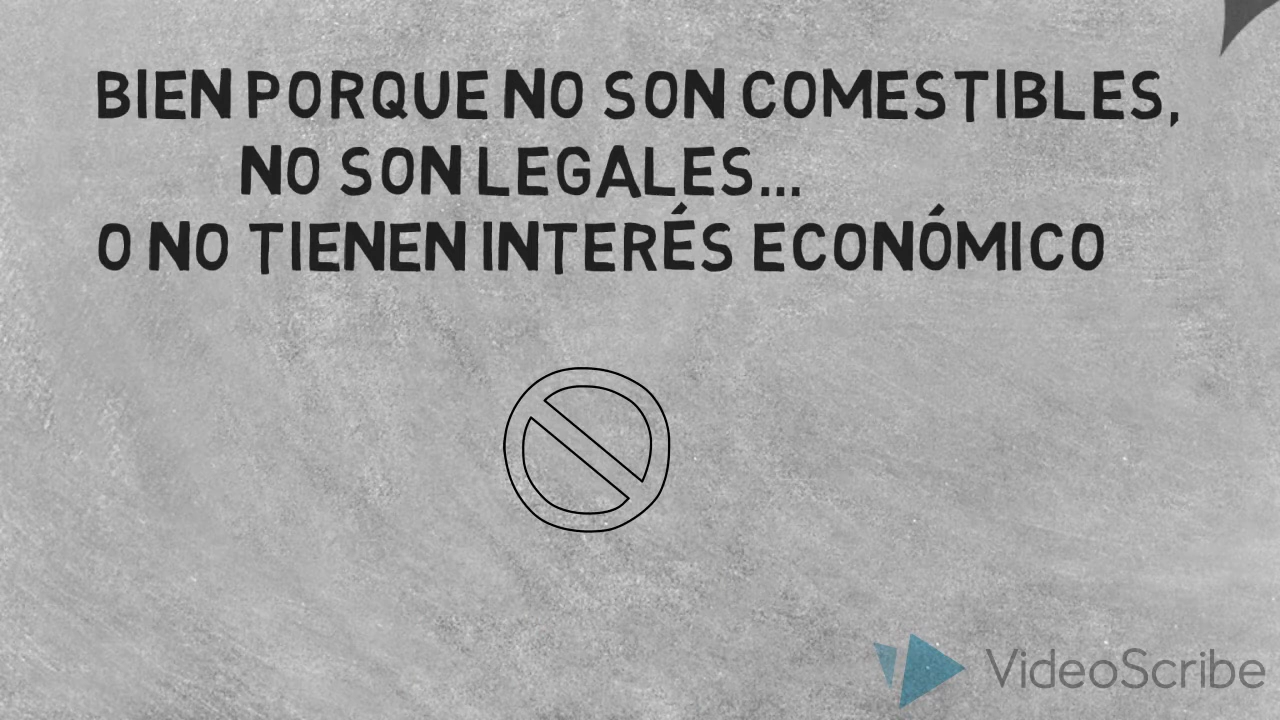 BIEN PORQUE NO SON COMESTIBLES,
NO SON LEGALES...
O NO TIENEN INTERÉS ECONÓMICO
VideoScribe